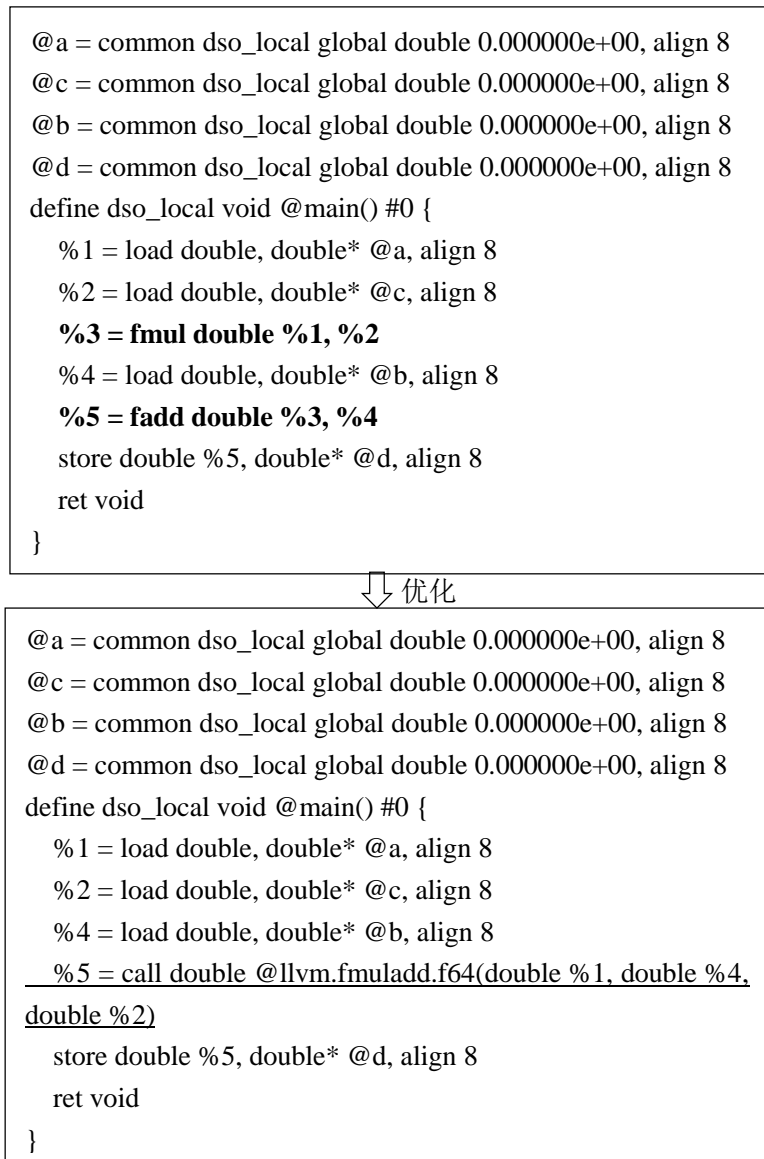 @a = common dso_local global double 0.000000e+00, align 8
@c = common dso_local global double 0.000000e+00, align 8
@b = common dso_local global double 0.000000e+00, align 8
@d = common dso_local global double 0.000000e+00, align 8
define dso_local void @main() #0 {
%1 = load double, double* @a, align 8
%2 = load double, double* @c, align 8
%3 = fmul double %1, %2
%4 = load double, double* @b, align 8
%5 = fadd double %3, %4
store double %5, double* @d, align 8
ret void
}
优化
@a = common dso_local global double 0.000000e+00, align 8
@c = common dso_local global double 0.000000e+00, align 8
@b = common dso_local global double 0.000000e+00, align 8
@d = common dso_local global double 0.000000e+00, align 8
define dso_local void @main() #0 {
%1 = load double, double* @a, align 8
%2 = load double, double* @c, align 8
%4 = load double, double* @b, align 8
%5 = call double @llvm.fmuladd.f64(double %1, double %4,
double %2)
store double %5, double* @d, align 8
ret void
}